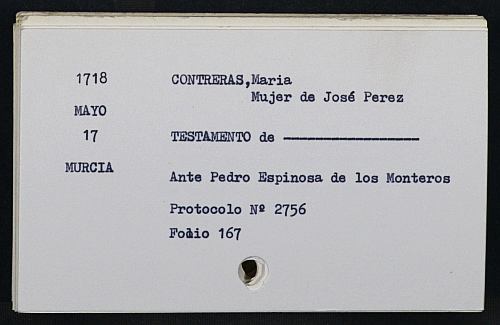 1718
MAYO
17
MURCIA
CONTRERAS,Maria
Mujer de José Perez
TESTAMENTO de -----------------
Ante Pedro Espinosa de los Monteros
Protocolo Nº 2756
Folio 167